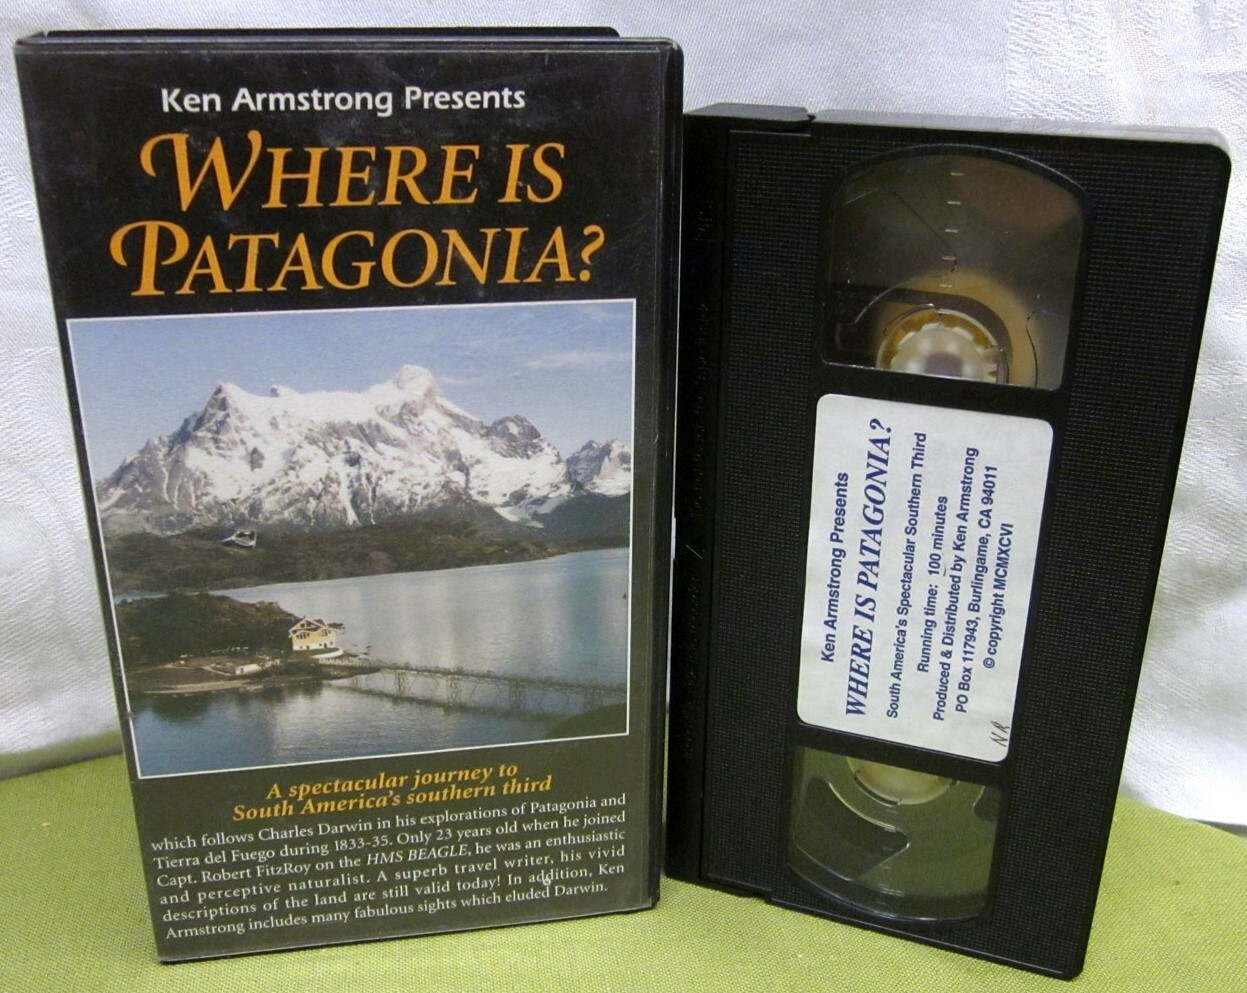 Ken Armstrong Presents
WHERE IS
PATAGONIA?
A spectacular journey to
South America's southern third
which follows Charles Darwin in his explorations of Patagonia and
Tierra del Fuego during 1833-35. Only 23 years old when he joined
Capt. Robert FitzRoy on the HMS BEAGLE, he was an enthusiastic
and perceptive naturalist. A superb travel writer, his vivid
descriptions of the land are still valid today! In addition, Ken
Armstrong includes many fabulous sights which eluded Darwin.
Ken Armstrong Presents
WHERE IS PATAGONIA?
South America's Spectacular Southern Third
Running time: 100 minutes
Produced & Distributed by Ken Armstrong
PO Box 117943, Burlingame, CA 94011
© copyright MCMXCVI
NR